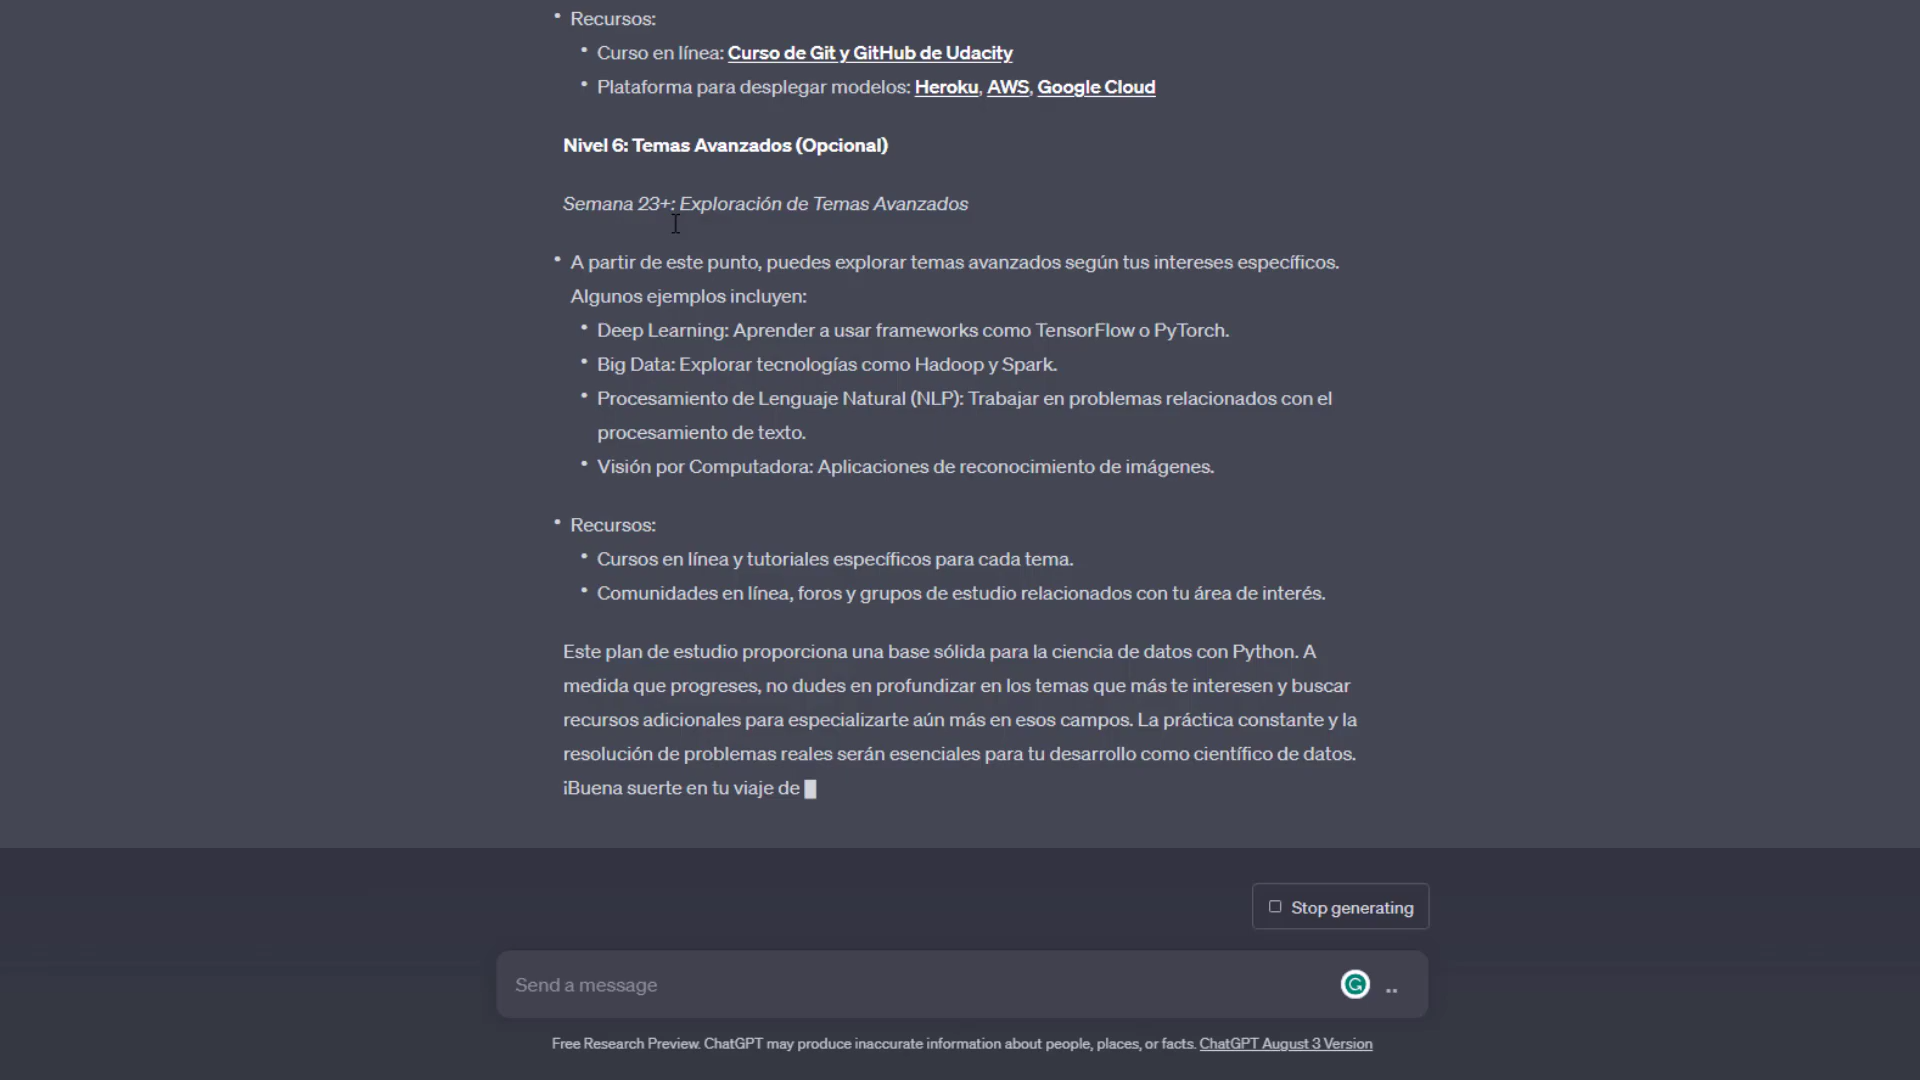 Recursos:
Curso en línea: Curso de Git y GitHub de Udacity
Plataforma para desplegar modelos: Heroku, AWS, Google Cloud
Nivel 6: Temas Avanzados (Opcional)
Semana 23+: Exploración de Temas Avanzados
A partir de este punto, puedes explorar temas avanzados según tus intereses específicos.
Algunos ejemplos incluyen:
Deep Learning: Aprender a usar frameworks como TensorFlow o PyTorch.
Big Data: Explorar tecnologías como Hadoop y Spark.
Procesamiento de Lenguaje Natural (NLP): Trabajar en problemas relacionados con el
procesamiento de texto.
Visión por Computadora: Aplicaciones de reconocimiento de imágenes.
Recursos:
Cursos en línea y tutoriales específicos para cada tema.
Comunidades en línea, foros y grupos de estudio relacionados con tu área de interés.
Este plan de estudio proporciona una base sólida para la ciencia de datos con Python. A
medida que progreses, no dudes en profundizar en los temas que más te interesen y buscar
recursos adicionales para especializarte aún más en esos campos. La práctica constante y la
resolución de problemas reales serán esenciales para tu desarrollo como científico de datos.
¡Buena suerte en tu viaje de
Stop generating
Send a message
Free Research Preview. ChatGPT may produce inaccurate information about people, places, or facts. ChatGPT August 3 Version